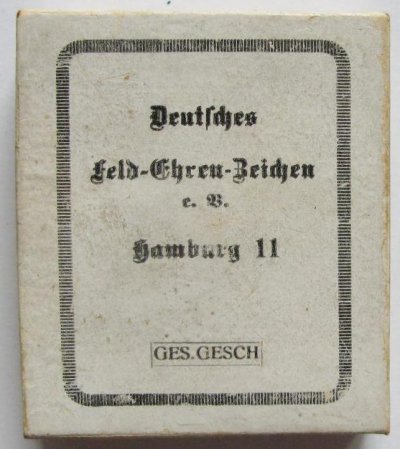 Deutſches
Feld-Ehren-Zeichen
e. V.
Hamburg 11
GES. GESCH